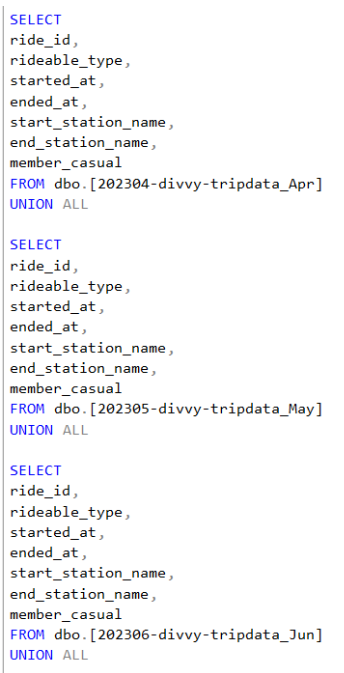 SELECT
ride_id,
rideable_type,
started_at,
ended_at,
start_station_name,
end_station_name,
member_casual
FROM dbo.[202304-divvy-tripdata_Apr]
UNION ALL
SELECT
ride_id,
rideable_type,
started_at,
ended_at,
start_station_name,
end_station_name,
member_casual
FROM dbo.[202305-divvy-tripdata_May]
UNION ALL
SELECT
ride_id,
rideable_type,
started_at,
ended_at,
start_station_name,
end_station_name,
member_casual
FROM dbo.[202306-divvy-tripdata_Jun]
UNION ALL